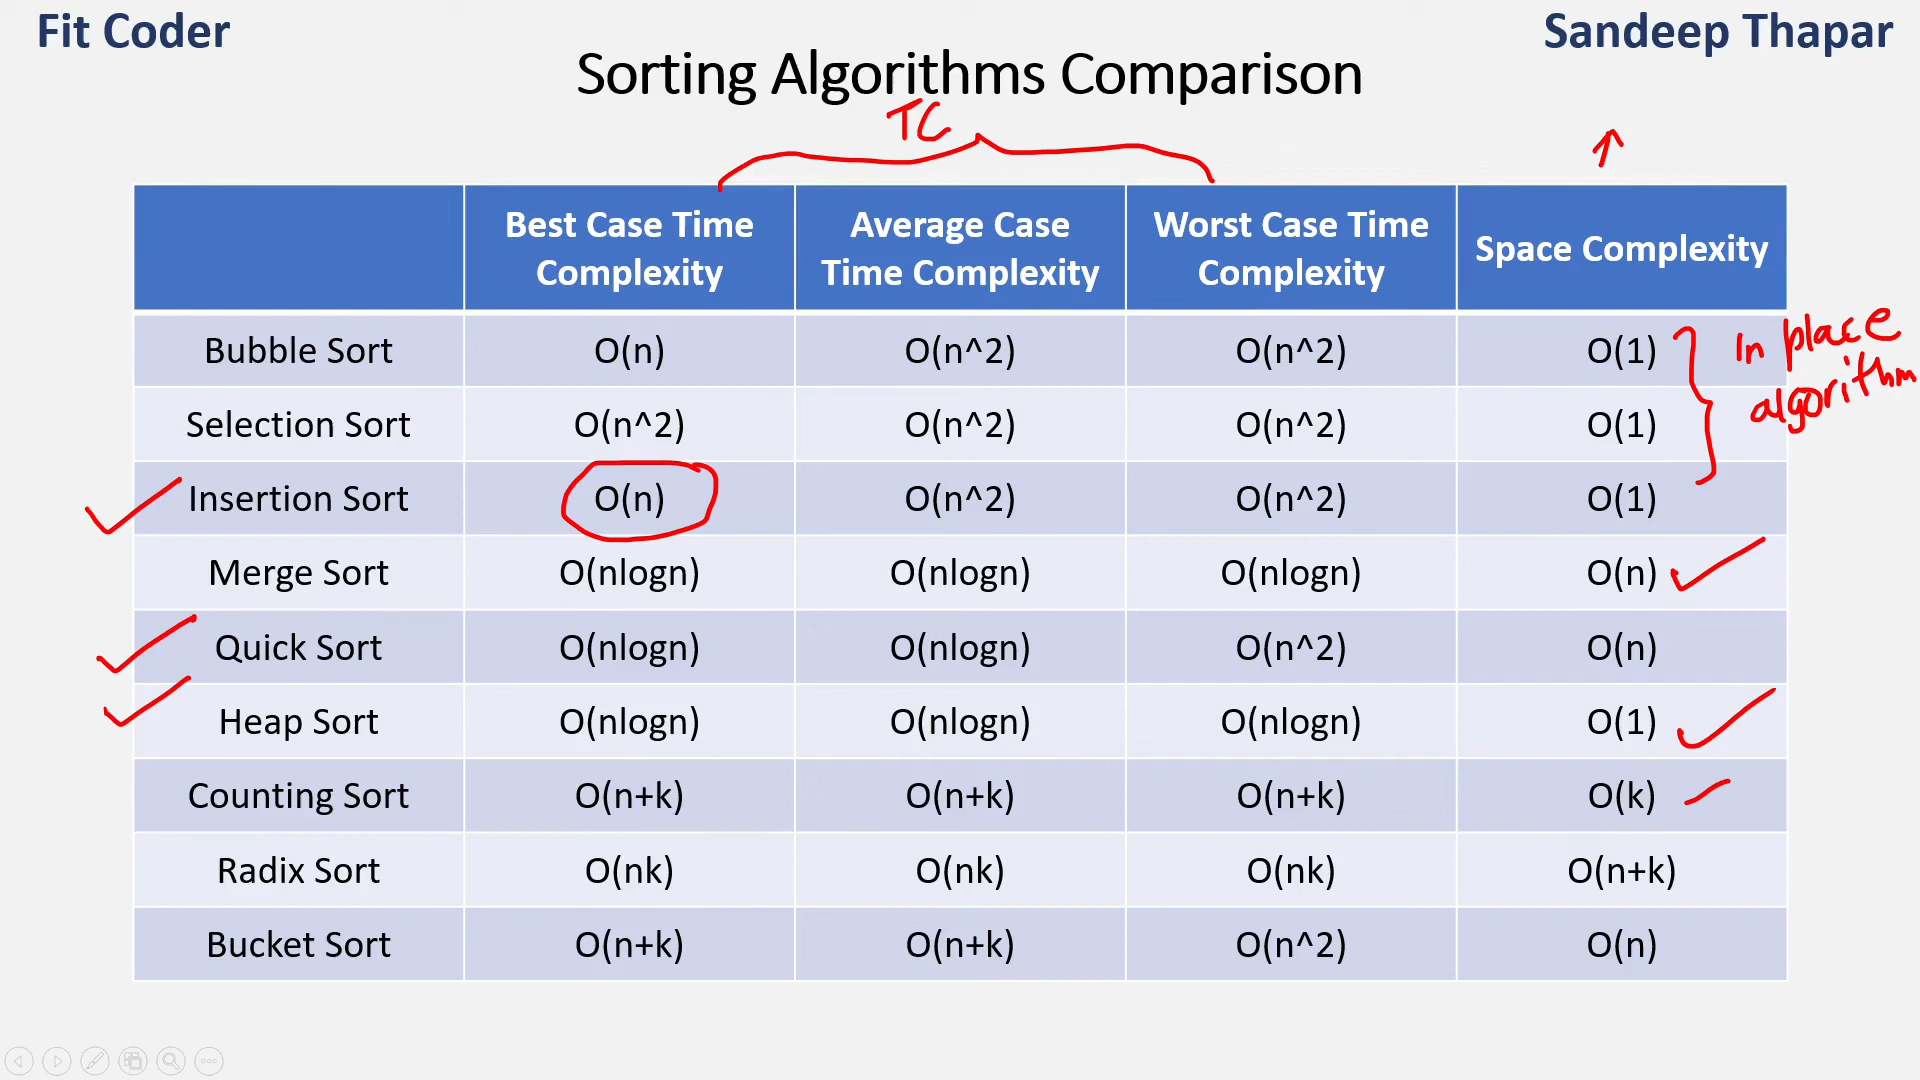 Fit Coder
Sandeep Thapar
Sorting Algorithms Comparison
TC
Best Case Time Complexity
Average Case Time Complexity
Worst Case Time Complexity
Space Complexity
Bubble Sort O(n) O(n^2) O(n^2) O(1)
In place algorithm
Selection Sort O(n^2) O(n^2) O(n^2) O(1)
Insertion Sort O(n) O(n^2) O(n^2) O(1)
Merge Sort O(nlogn) O(nlogn) O(nlogn) O(n)
Quick Sort O(nlogn) O(nlogn) O(n^2) O(n)
Heap Sort O(nlogn) O(nlogn) O(nlogn) O(1)
Counting Sort O(n+k) O(n+k) O(n+k) O(k)
Radix Sort O(nk) O(nk) O(nk) O(n+k)
Bucket Sort O(n+k) O(n+k) O(n^2) O(n)